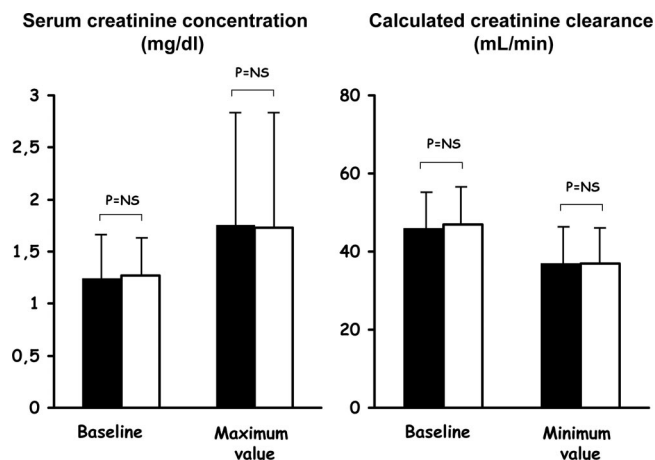 Serum creatinine concentration
(mg/dl)
P=NS
3
2,5
2
1,5
1
0,5
0
P=NS
Baseline
Maximum
value
Calculated creatinine clearance
(mL/min)
80
60
40
20
0
P=NS
P=NS
Baseline
Minimum
value